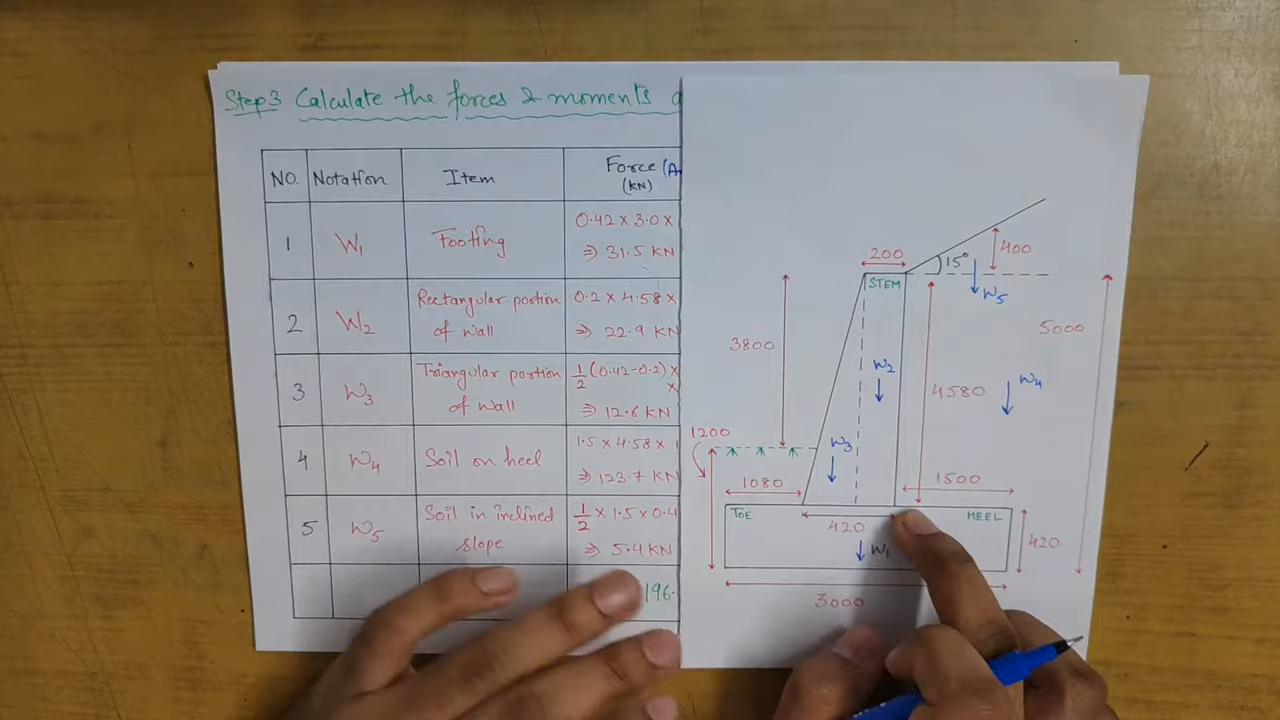 Step 3 Calculate the forces & moments
NO. Notation Item Force
(KN)
1 W1 Footing 0.42 x 3.0 x
⇒ 31.5 KN
2 W2 Rectangular portion of wall 0.2 x 4.58 x
⇒ 22.9 KN
3 W3 Triangular portion of wall 1/2 (0.42-0.2) x
x
⇒ 12.6 KN
4 W4 Soil on heel 1.5 x 4.58 x 1
⇒ 123.7 KN
5 W5 Soil in inclined slope 1/2 x 1.5 x 0.4
⇒ 5.4 KN
196.
200
15°
400
W5
STEM
3800
5000
W2
4580
W4
1200
W3
1080
1500
TOE
420
HEEL
W1
420
3000